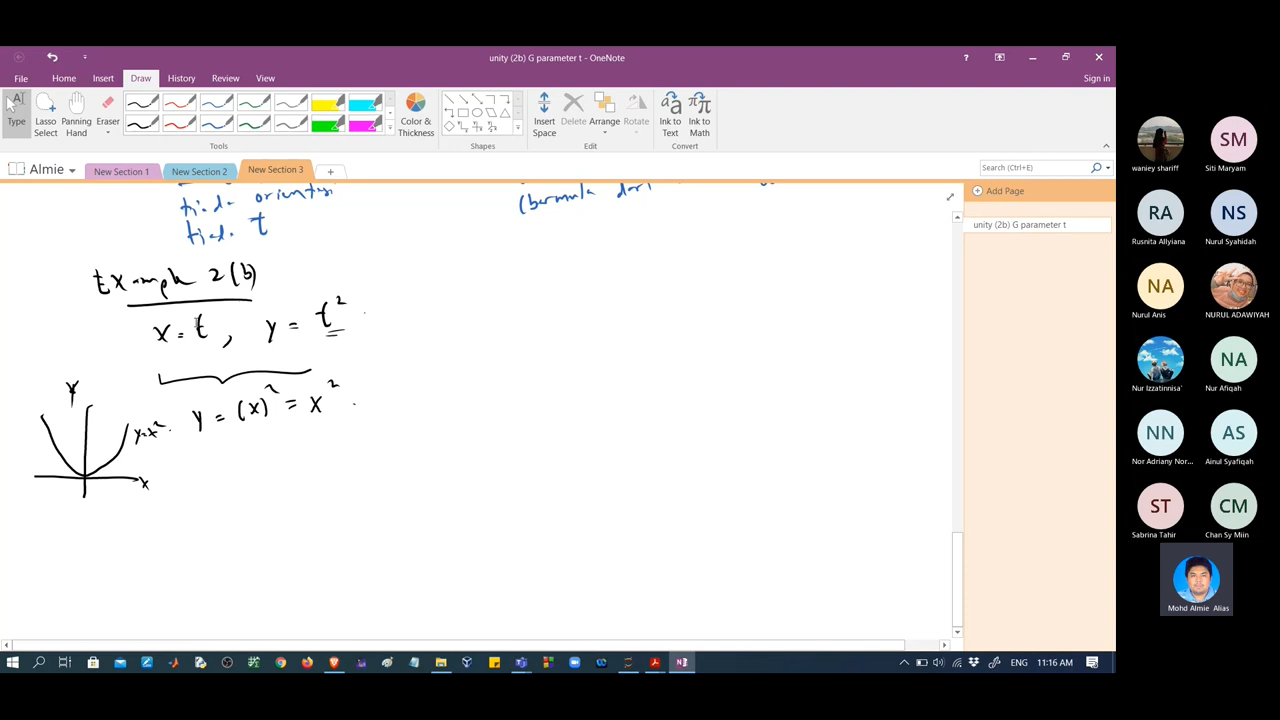 unity (2b) G parameter t - OneNote
File Home Insert Draw History Review View
Sign in
Type
Lasso Select
Panning Hand
Eraser
Color & Thickness
Insert Space
Delete
Arrange
Rotate
Ink to Text
Ink to Math
Tools
Shapes
Edit
Convert
Almie
New Section 1
New Section 2
New Section 3
Search (Ctrl+E)
Add Page
unity (2b) G parameter t
(bermula dari
tiada t
Example 2(b)
x = t, y = t²
y = (x)² = x²
y
y=x²
x
waniey shariff
SM
Siti Maryam
RA
Rusnita Allyiana
NS
Nurul Syahidah
NA
Nurul Anis
NURUL ADAWIYAH
Nur Izzatinnisa'
NA
Nur Afiqah
NN
Nor Adriany Nor...
AS
Ainul Syafiqah
ST
Sabrina Tahir
CM
Chan Sy Miin
Mohd Almie Alias
ENG
11:16 AM